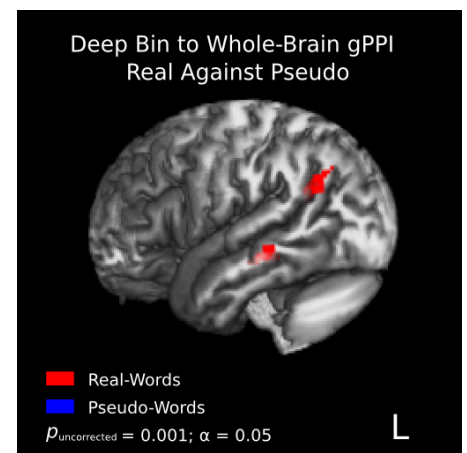 Deep Bin to Whole-Brain gPPI
Real Against Pseudo
Real-Words
Pseudo-Words
puncorrected = 0.001; α = 0.05
L